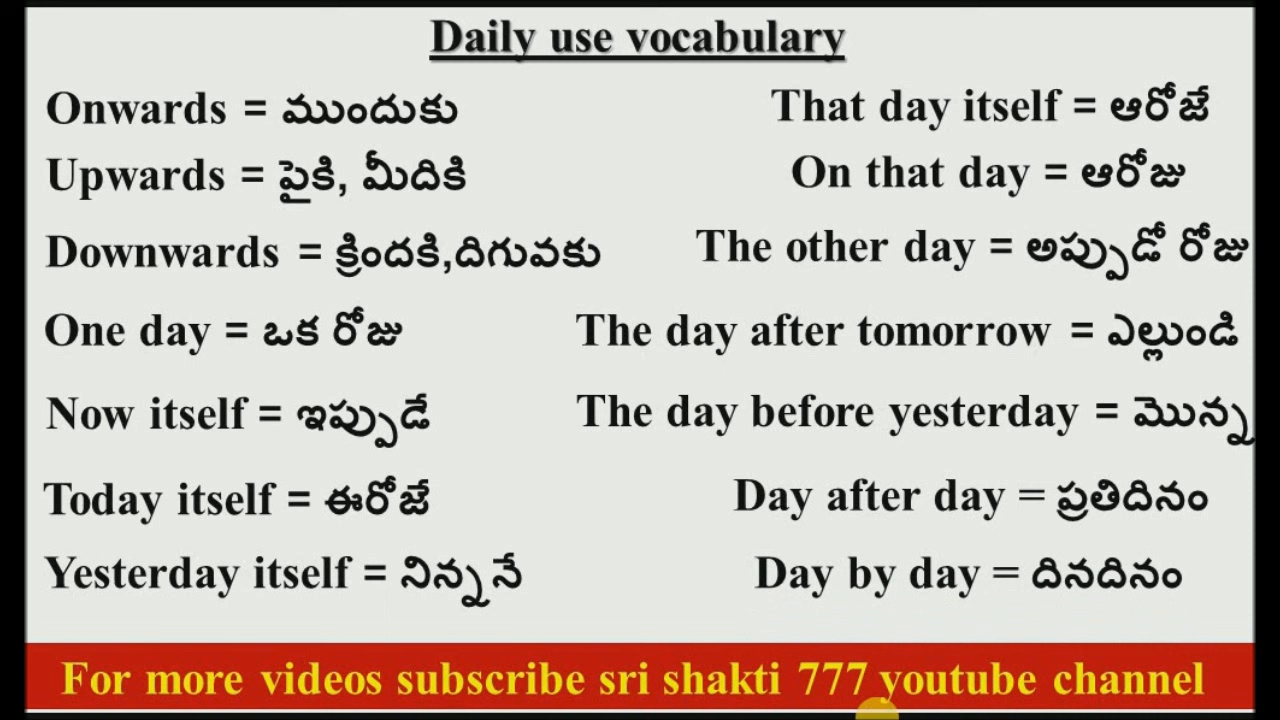 Daily use vocabulary
Onwards = ముందుకు
Upwards = పైకి, మీదికి
Downwards = క్రిందకి,దిగువకు
One day = ఒక రోజు
Now itself = ఇప్పుడే
Today itself = ఈరోజే
Yesterday itself = నిన్ననే
That day itself = ఆరోజే
On that day = ఆరోజు
The other day = అప్పుడో రోజు
The day after tomorrow = ఎల్లుండి
The day before yesterday = మొన్న
Day after day = ప్రతిదినం
Day by day = దినదినం
For more videos subscribe sri shakti 777 youtube channel